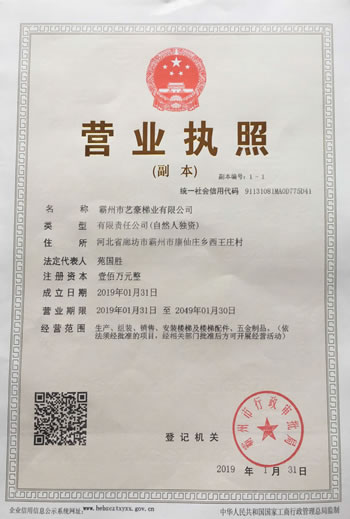 营业执照
(副 本)
副本编号：1 - 1
统一社会信用代码 91131081MA0D775D41
名称 霸州市艺豪梯业有限公司
类型 有限责任公司(自然人独资)
住所 河北省廊坊市霸州市康仙庄乡西王庄村
法定代表人 苑国胜
注册资本 壹佰万元整
成立日期 2019年01月31日
营业期限 2019年01月31日 至 2049年01月30日
经营范围 生产、组装、销售、安装楼梯及楼梯配件、五金制品。（依
法须经批准的项目，经相关部门批准后方可开展经营活动）
霸州市行政审批局
登记机关
2019 年 1 月 31 日
企业信用信息公示系统网址: www.hebscztxyxx.gov.cn
中华人民共和国国家工商行政管理总局监制